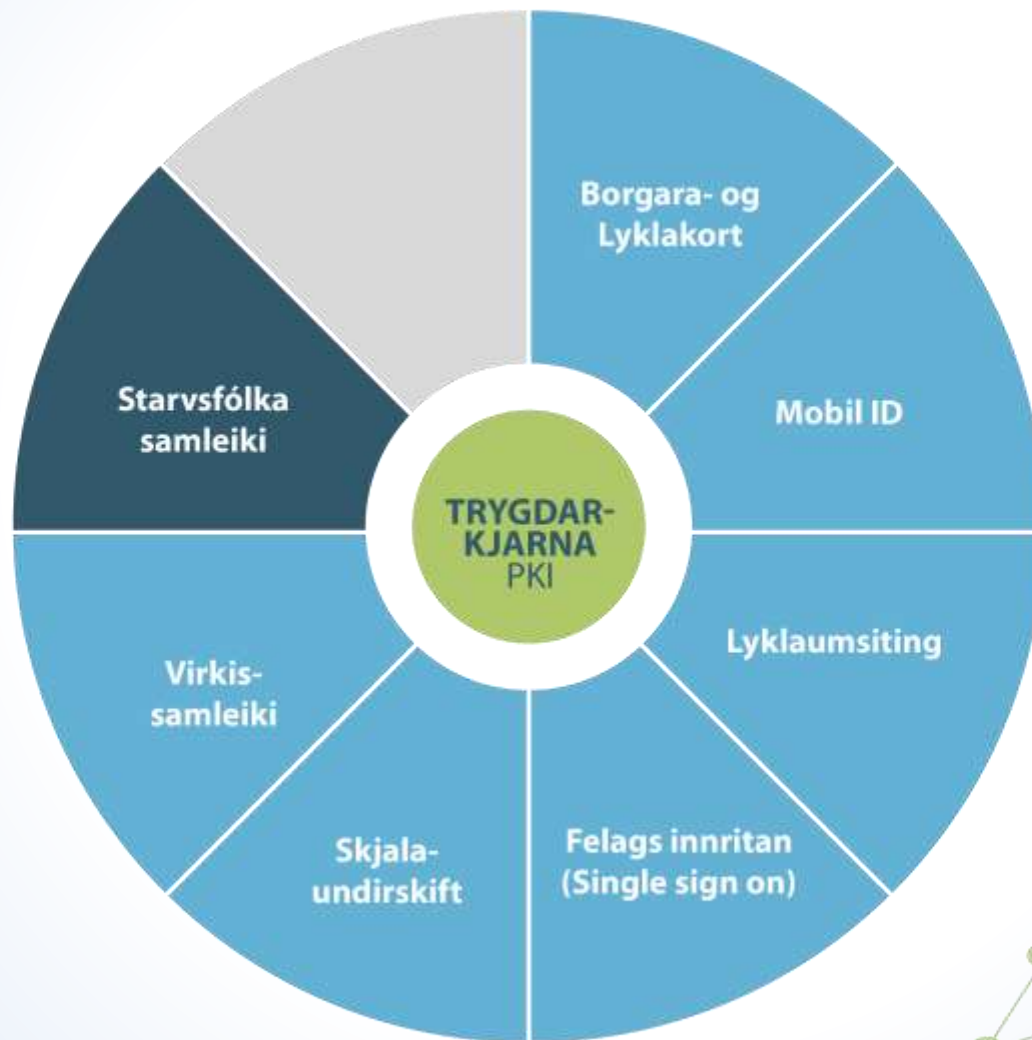 Borgara- og
Lyklakort
Mobil ID
Lyklaumsiting
Felags innritan
(Single sign on)
Skjala-
undirskift
Virkis-
samleiki
Starvsfólka
samleiki
TRYGDAR-
KJARNA
PKI